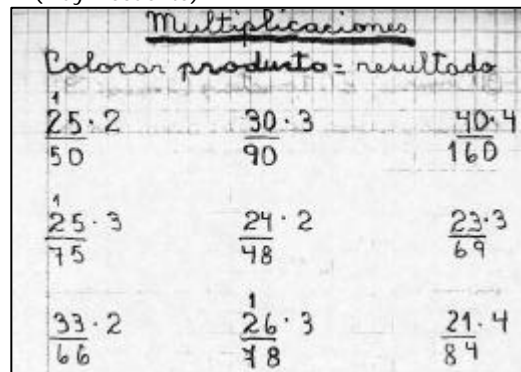 Multiplicaciones
Colocar producto = resultado
1
25·2 30·3 40·4
50 90 160
1
25·3 24·2 23·3
75 48 69
1
33·2 26·3 21·4
66 78 84